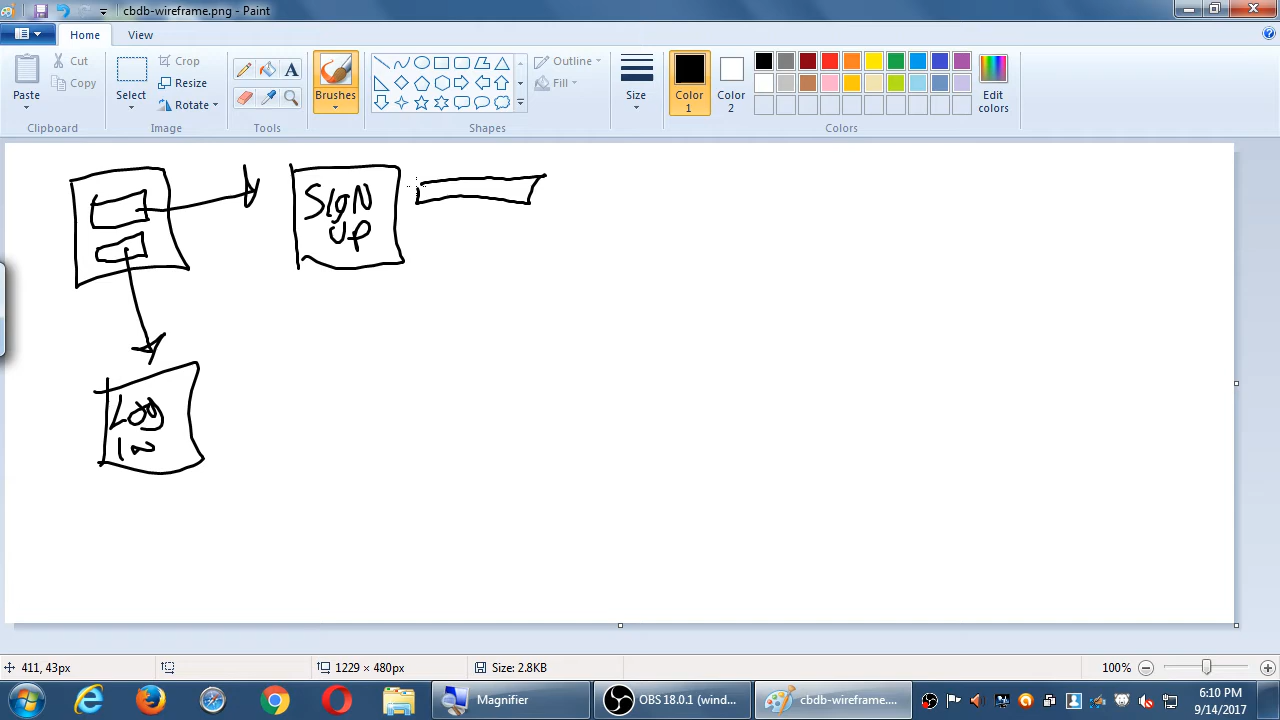 cbdb-wireframe.png - Paint
Home
View
Paste
Cut
Copy
Clipboard
Select
Crop
Resize
Rotate
Image
Tools
Brushes
Outline
Fill
Shapes
Size
Color 1
Color 2
Edit colors
Colors
SIgN
UP
LOg
IN
411, 43px
1229 × 480px
Size: 2.8KB
100%
Magnifier
OBS 18.0.1 (wind...
cbdb-wireframe....
6:10 PM
9/14/2017